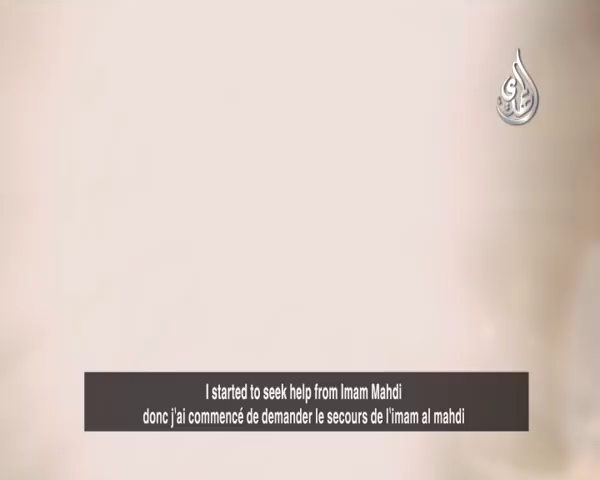 I started to seek help from Imam Mahdi
donc j'ai commencé de demander le secours de l'imam al mahdi